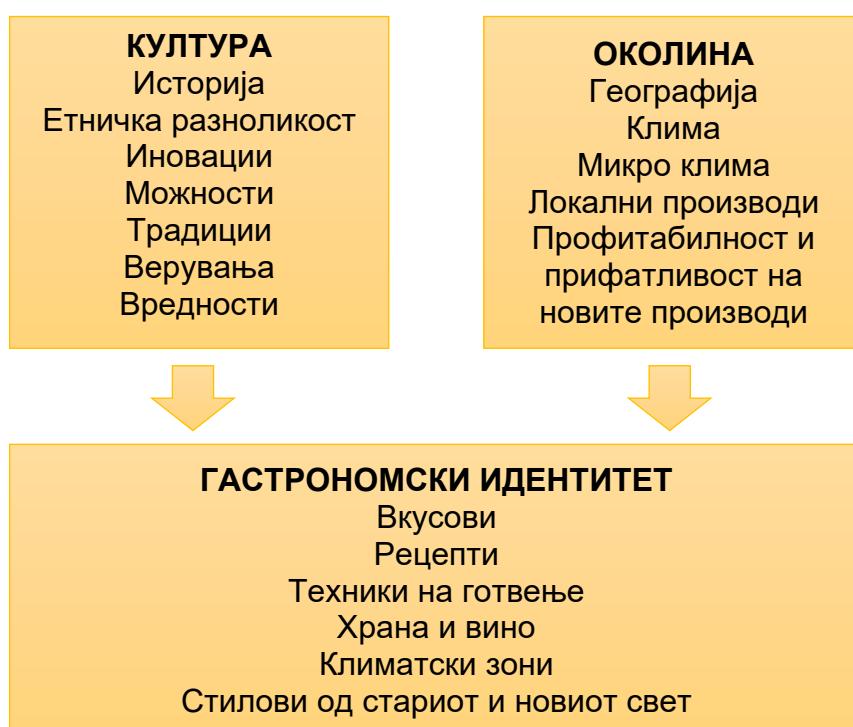 КУЛТУРА
Историја
Етничка разноликост
Иновации
Можности
Традиции
Верувања
Вредности
ОКОЛИНА
Географија
Клима
Микро клима
Локални производи
Профитабилност и
прифатливост на
новите производи
ГАСТРОНОМСКИ ИДЕНТИТЕТ
Вкусови
Рецепти
Техники на готвење
Храна и вино
Климатски зони
Стилови од стариот и новиот свет